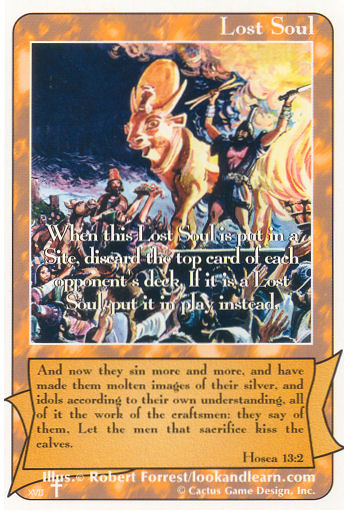 Lost Soul
When this Lost Soul is put in a
Site, discard the top card of each
opponent's deck. If it is a Lost
Soul, put it in play instead.
And now they sin more and more, and have
made them molten images of their silver, and
idols according to their own understanding, all
of it the work of the craftsmen: they say of
them. Let the men that sacrifice kiss the
calves.
Hosea 13:2
Illus.© Robert Forrest/lookandlearn.com
© Cactus Game Design, Inc.